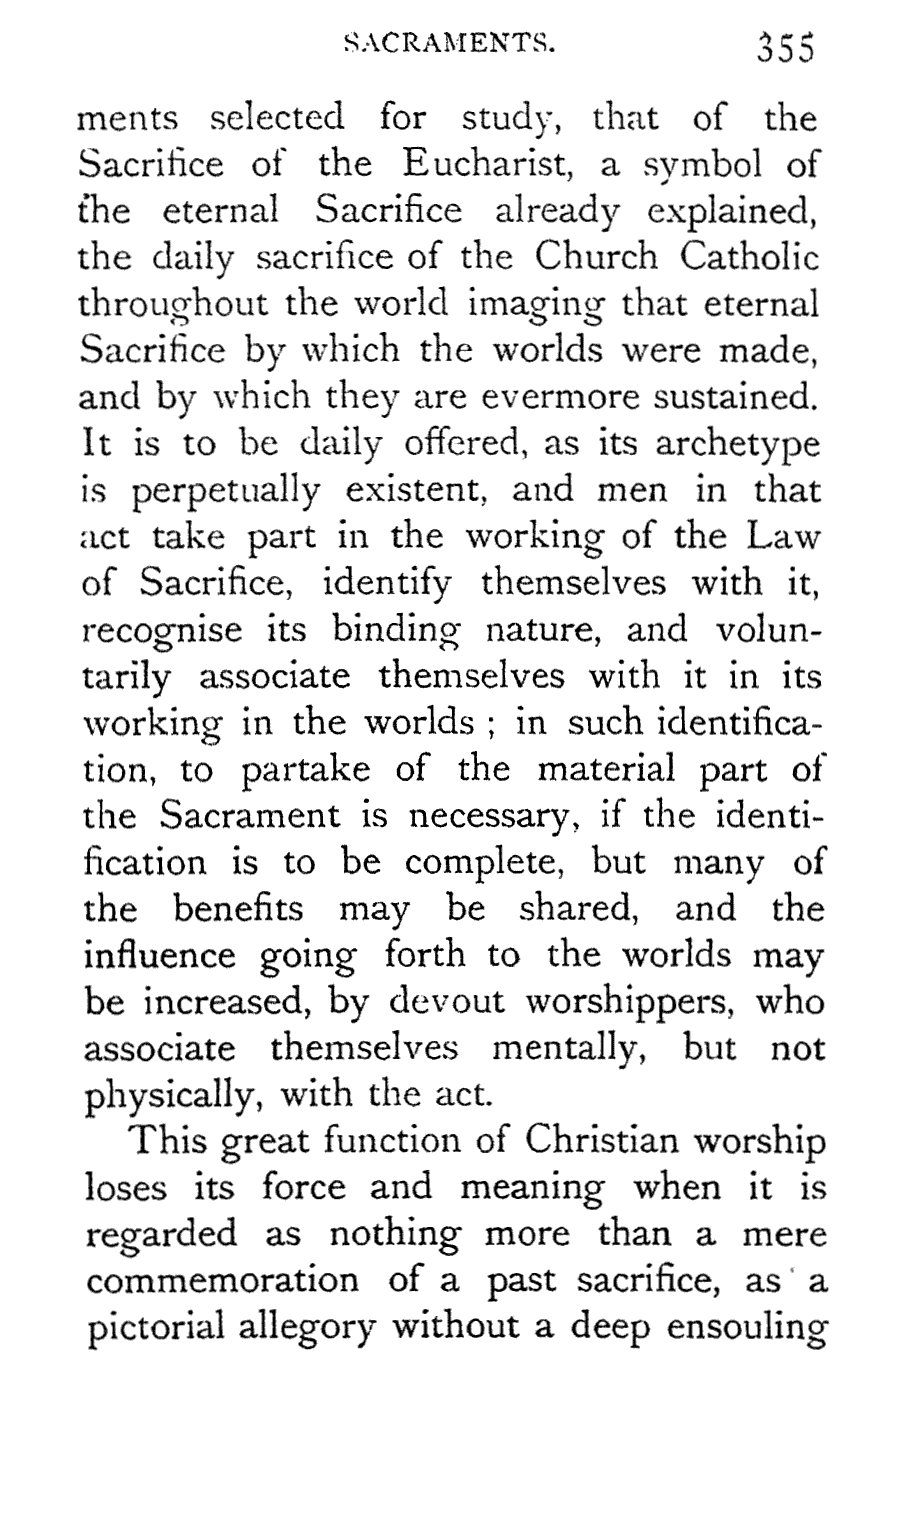 SACRAMENTS. 355
ments selected for study, that of the
Sacrifice of the Eucharist, a symbol of
the eternal Sacrifice already explained,
the daily sacrifice of the Church Catholic
throughout the world imaging that eternal
Sacrifice by which the worlds were made,
and by which they are evermore sustained.
It is to be daily offered, as its archetype
is perpetually existent, and men in that
act take part in the working of the Law
of Sacrifice, identify themselves with it,
recognise its binding nature, and volun-
tarily associate themselves with it in its
working in the worlds ; in such identifica-
tion, to partake of the material part of
the Sacrament is necessary, if the identi-
fication is to be complete, but many of
the benefits may be shared, and the
influence going forth to the worlds may
be increased, by devout worshippers, who
associate themselves mentally, but not
physically, with the act.
This great function of Christian worship
loses its force and meaning when it is
regarded as nothing more than a mere
commemoration of a past sacrifice, as a
pictorial allegory without a deep ensouling